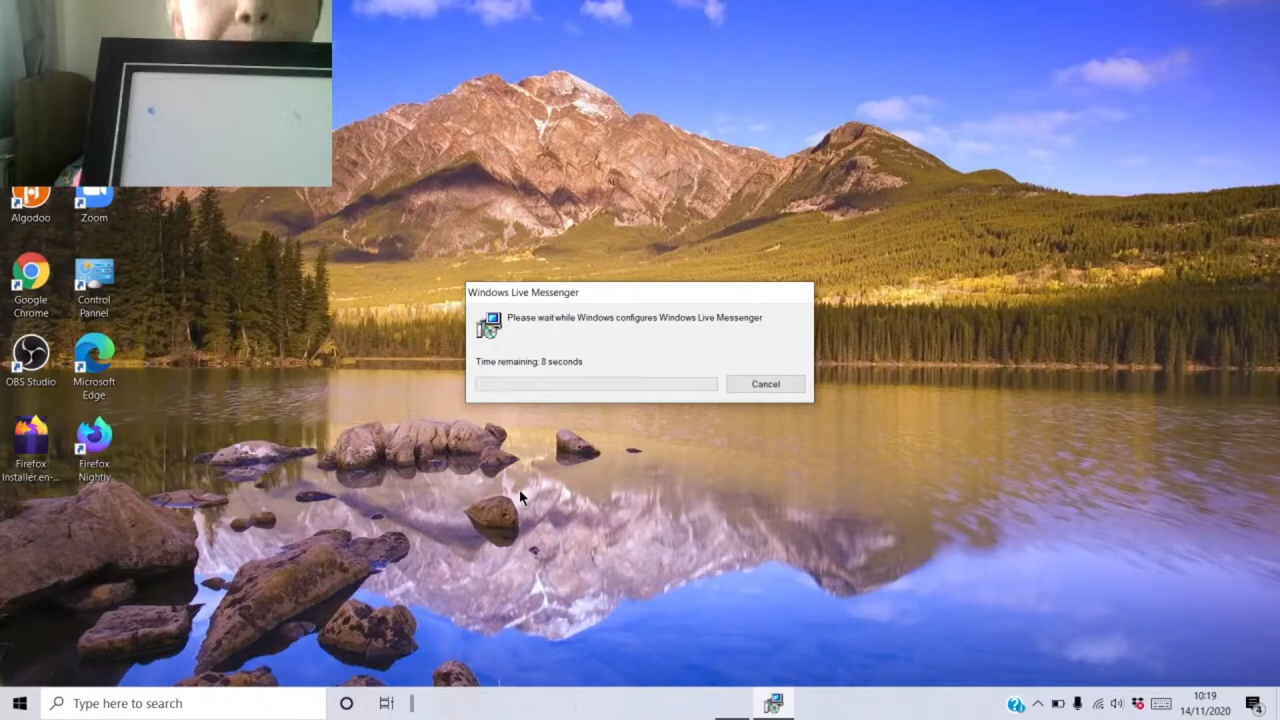 Algodoo
Zoom
Google
Chrome
Control
Pannel
OBS Studio
Microsoft
Edge
Firefox
Installer.en-...
Firefox
Nightly
Windows Live Messenger
Please wait while Windows configures Windows Live Messenger
Time remaining: 8 seconds
Cancel
Type here to search
10:19
14/11/2020
4